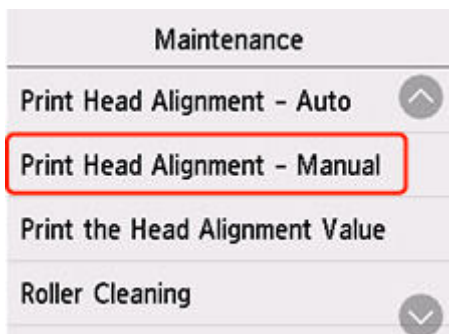 Maintenance
Print Head Alignment - Auto
Print Head Alignment - Manual
Print the Head Alignment Value
Roller Cleaning